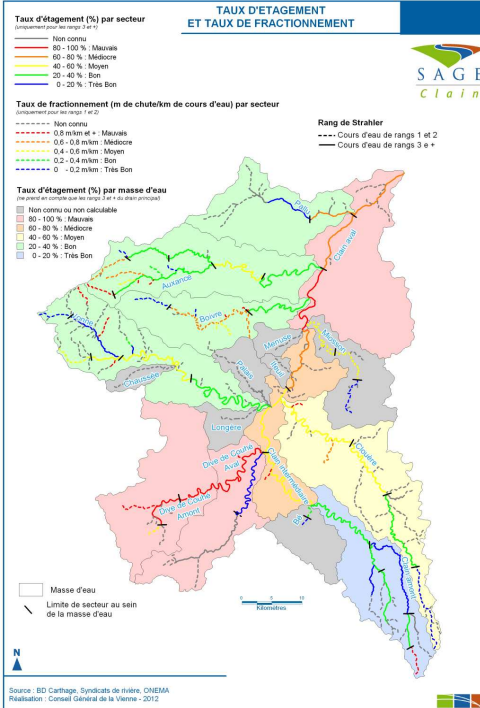 TAUX D'ETAGEMENT
ET TAUX DE FRACTIONNEMENT
Taux d'étagement (%) par secteur
(uniquement pour les rangs 3 et +)
Non connu
80 - 100 % : Mauvais
60 - 80 % : Médiocre
40 - 60 % : Moyen
20 - 40 % : Bon
0 - 20 % : Très Bon
SAGE
Clain
Taux de fractionnement (m de chute/km de cours d'eau) par secteur
(uniquement pour les rangs 1 et 2)
Non connu
0,8 m/km et + : Mauvais
0,6 - 0,8 m/km : Médiocre
0,4 - 0,6 m/km : Moyen
0,2 - 0,4 m/km : Bon
0 - 0,2 m/km : Très Bon
Rang de Strahler
Cours d'eau de rangs 1 et 2
Cours d'eau de rangs 3 e +
Taux d'étagement (%) par masse d'eau
(ne prend en compte que les rangs 3 et + du drain principal)
Non connu ou non calculable
80 - 100 % : Mauvais
60 - 80 % : Médiocre
40 - 60 % : Moyen
20 - 40 % : Bon
0 - 20 % : Très Bon
Pallu
Clain aval
Auxance
Boivre
Miosson
Menuse
Chaussée
Palais
Longère
Clouère
Dive de Couhé
Aval
Clain intermédiaire
Dive de Couhé
Amont
Clain amont
Masse d'eau
Limite de secteur au sein
de la masse d'eau
0 5 10
Kilomètres
N
Source : BD Carthage, Syndicats de rivière, ONEMA
Réalisation : Conseil Général de la Vienne - 2012